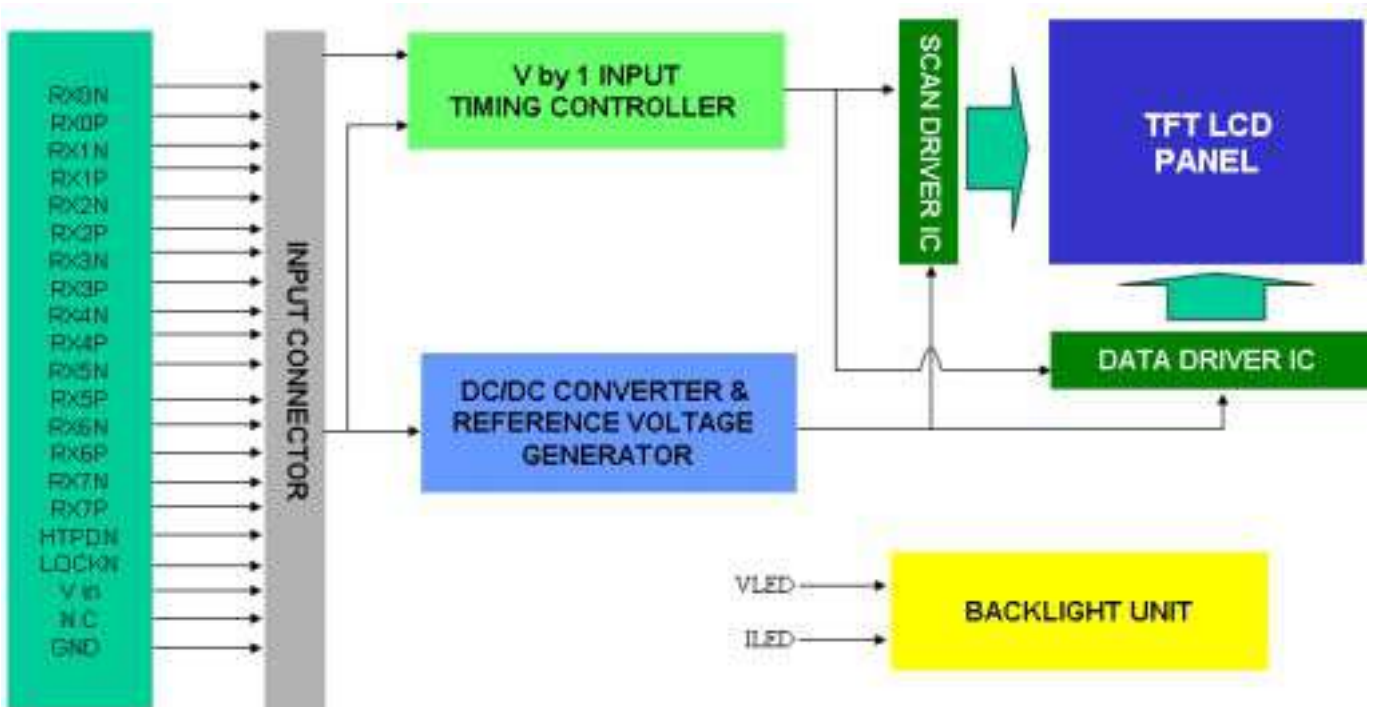 RX0N
RX0P
RX1N
RX1P
RX2N
RX2P
RX3N
RX3P
RX4N
RX4P
RX5N
RX5P
RX6N
RX6P
RX7N
RX7P
HTPDN
LOCKN
V in
N.C
GND
INPUT CONNECTOR
V by 1 INPUT
TIMING CONTROLLER
DC/DC CONVERTER &
REFERENCE VOLTAGE
GENERATOR
SCAN DRIVER IC
TFT LCD
PANEL
DATA DRIVER IC
VLED
ILED
BACKLIGHT UNIT